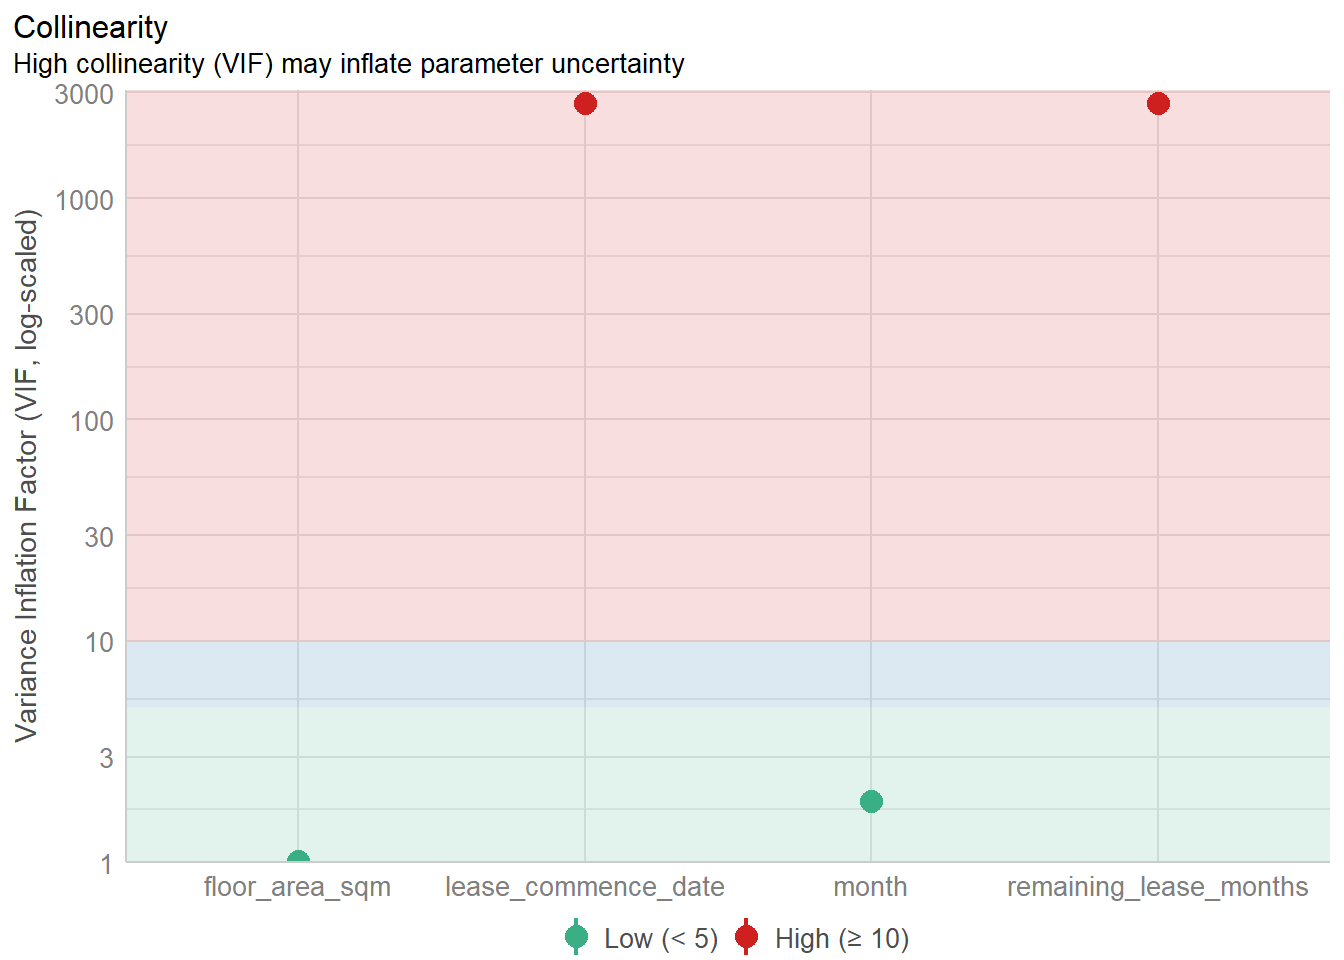 Collinearity
High collinearity (VIF) may inflate parameter uncertainty
Variance Inflation Factor (VIF, log-scaled)
3000
1000
300
100
30
10
3
1
floor_area_sqm lease_commence_date month remaining_lease_months
Low (< 5) High (≥ 10)